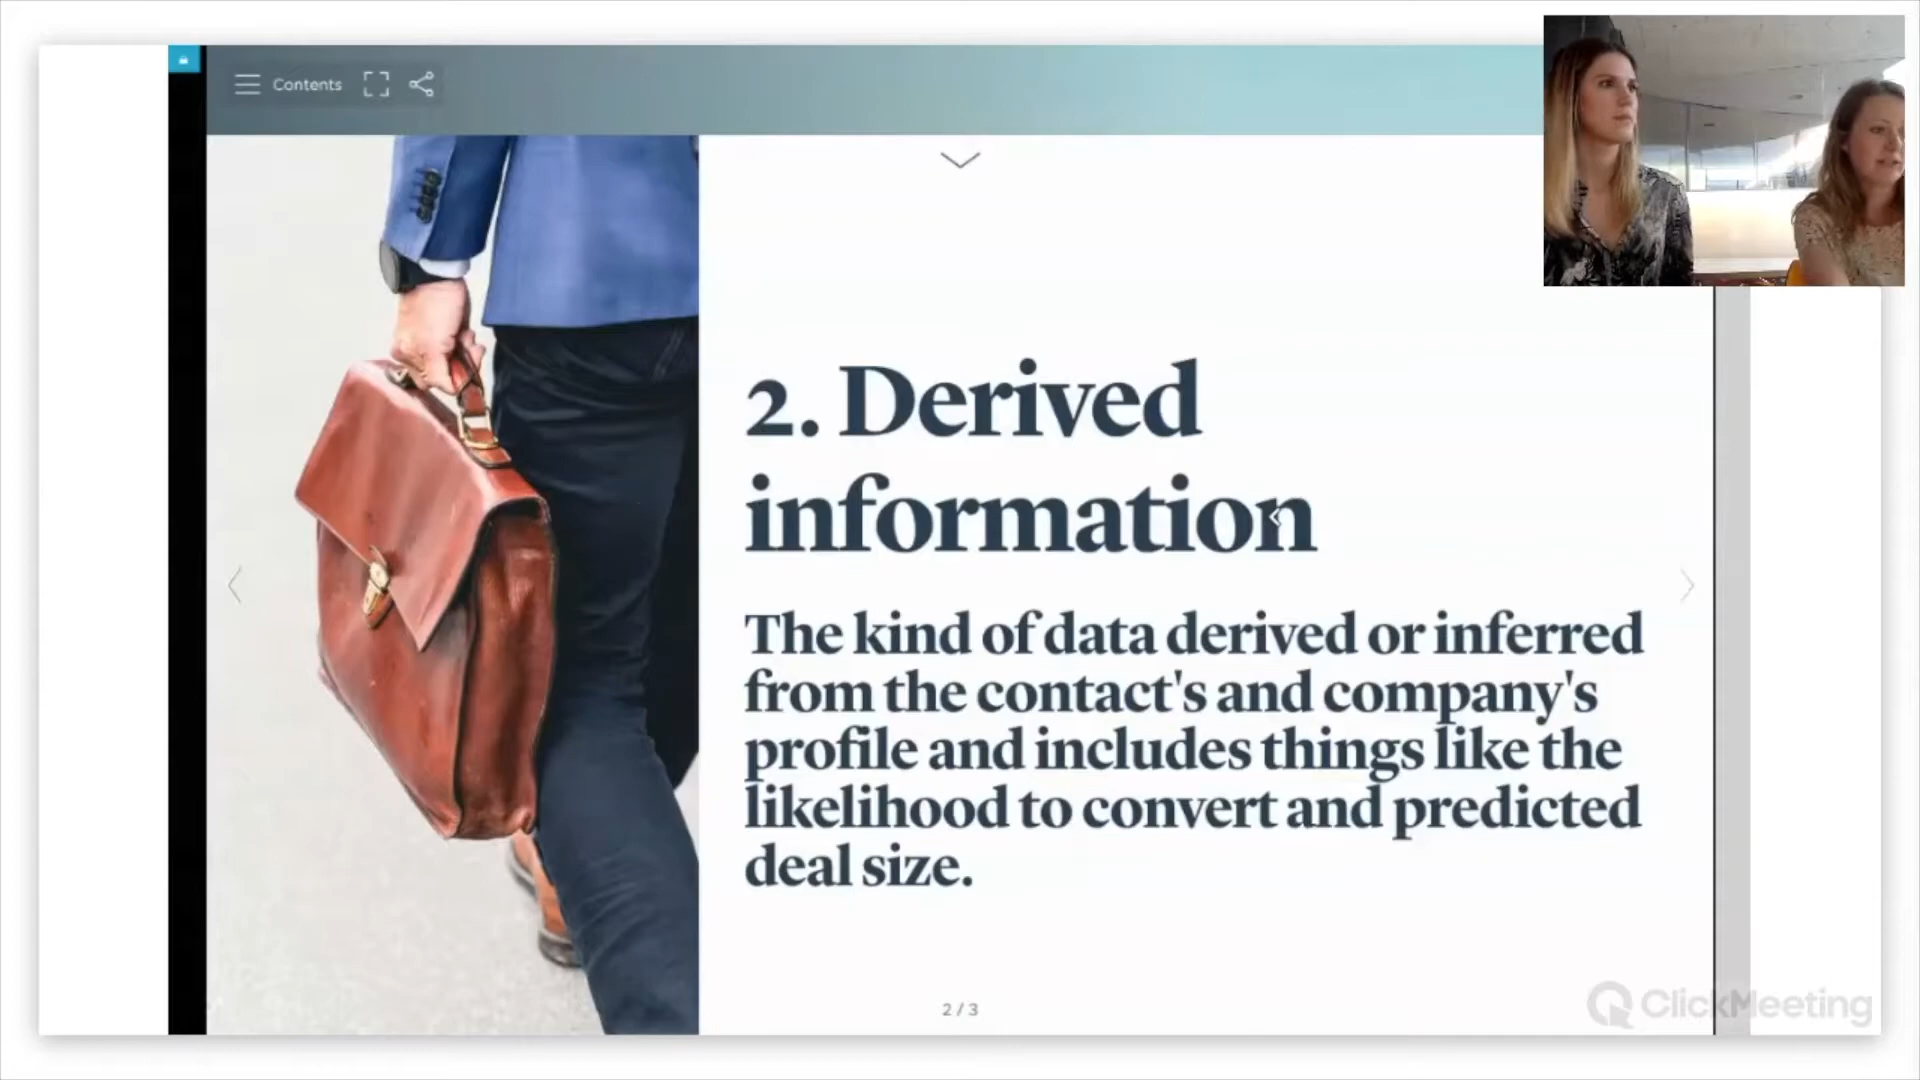 Contents
2. Derived
information
The kind of data derived or inferred
from the contact's and company's
profile and includes things like the
likelihood to convert and predicted
deal size.
2 / 3
ClickMeeting